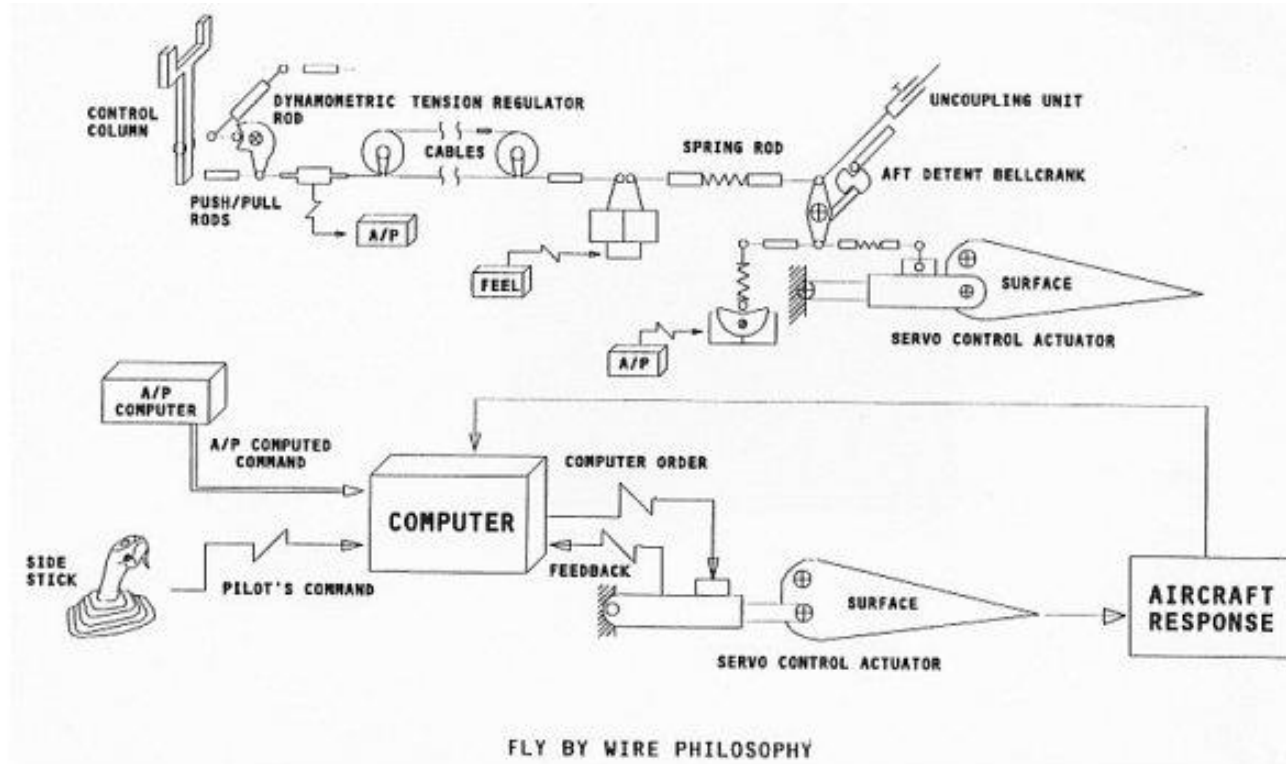 CONTROL
COLUMN
DYNAMOMETRIC
ROD
TENSION REGULATOR
CABLES
PUSH/PULL
RODS
A/P
FEEL
SPRING ROD
UNCOUPLING UNIT
AFT DETENT BELLCRANK
SURFACE
SERVO CONTROL ACTUATOR
A/P
A/P
COMPUTER
A/P COMPUTED
COMMAND
COMPUTER
COMPUTER ORDER
FEEDBACK
SIDE
STICK
PILOT'S COMMAND
SURFACE
SERVO CONTROL ACTUATOR
AIRCRAFT
RESPONSE
FLY BY WIRE PHILOSOPHY